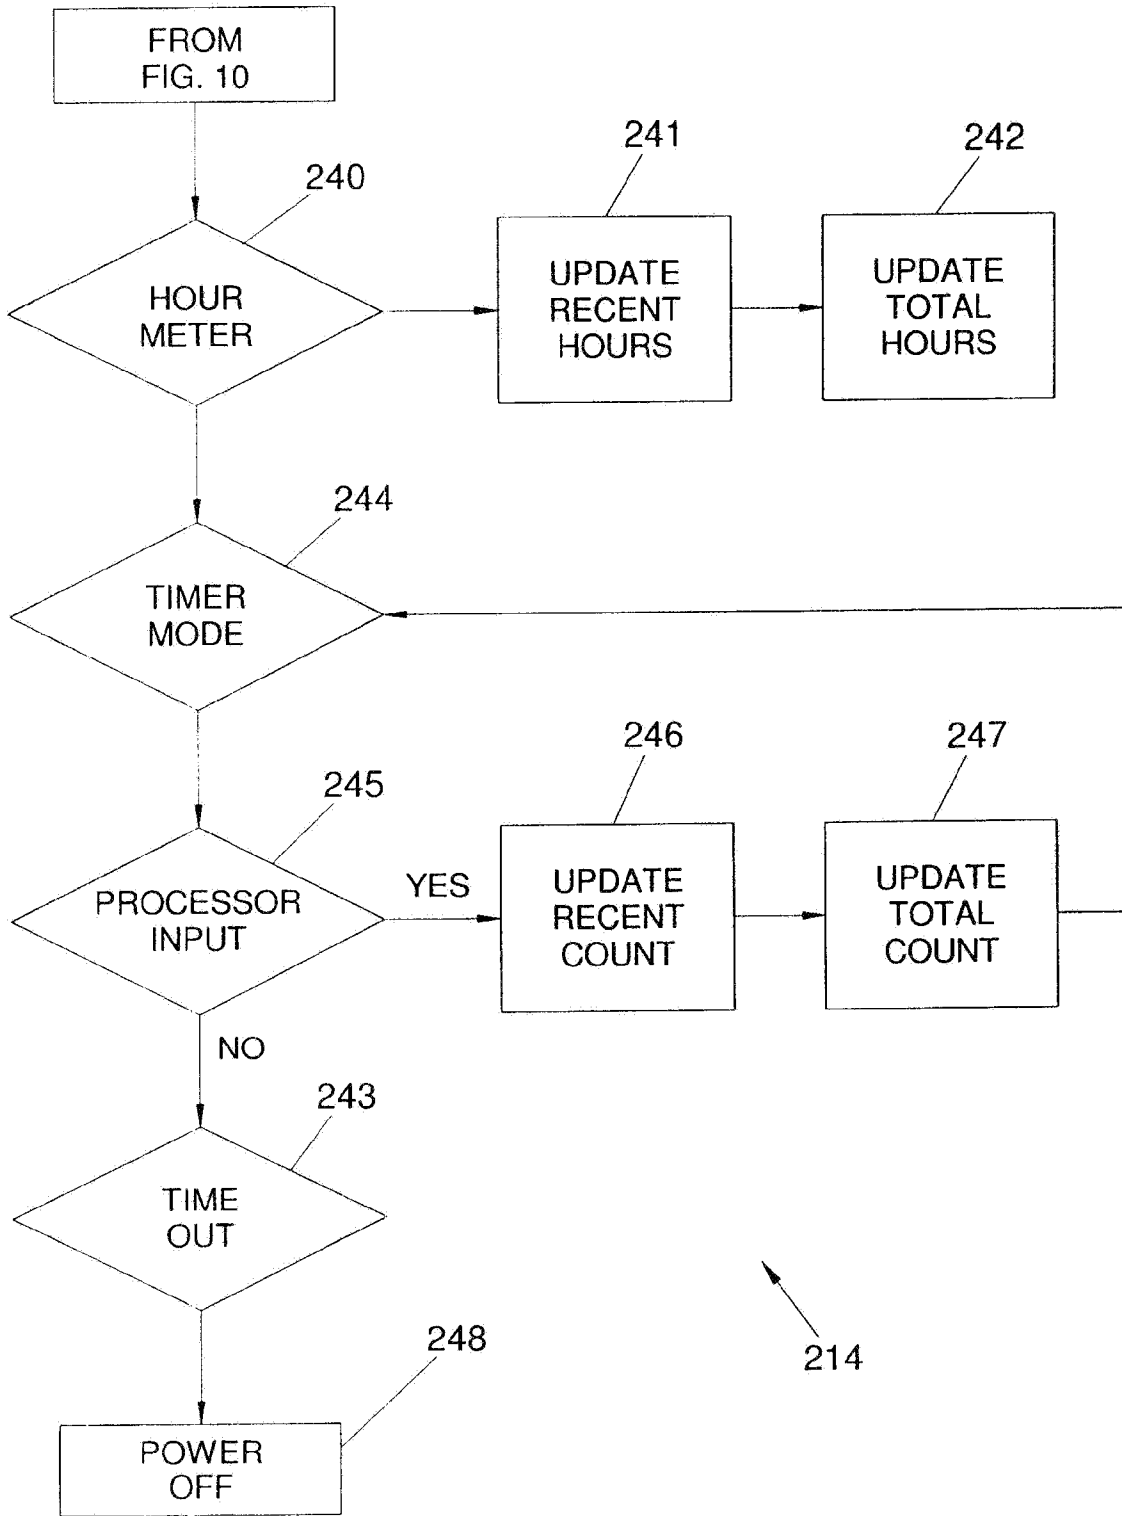 FROM
FIG. 10
240
241
242
HOUR
METER
UPDATE
RECENT
HOURS
UPDATE
TOTAL
HOURS
244
TIMER
MODE
245
246
247
PROCESSOR
INPUT
YES
UPDATE
RECENT
COUNT
UPDATE
TOTAL
COUNT
NO
243
TIME
OUT
214
248
POWER
OFF